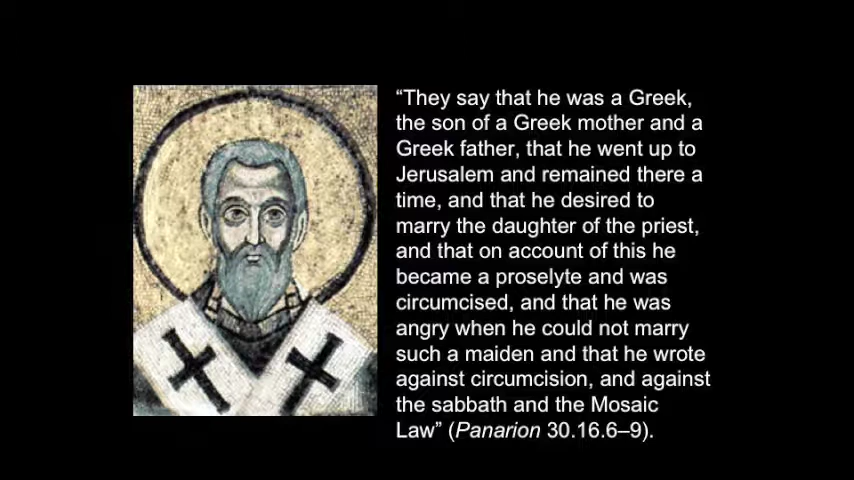 “They say that he was a Greek,
the son of a Greek mother and a
Greek father, that he went up to
Jerusalem and remained there a
time, and that he desired to
marry the daughter of the priest,
and that on account of this he
became a proselyte and was
circumcised, and that he was
angry when he could not marry
such a maiden and that he wrote
against circumcision, and against
the sabbath and the Mosaic
Law” (Panarion 30.16.6–9).